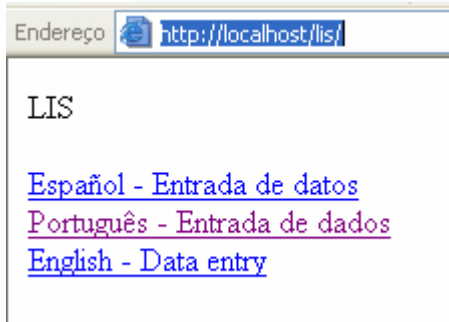 Endereço http://localhost/lis/
LIS
Español - Entrada de datos
Português - Entrada de dados
English - Data entry